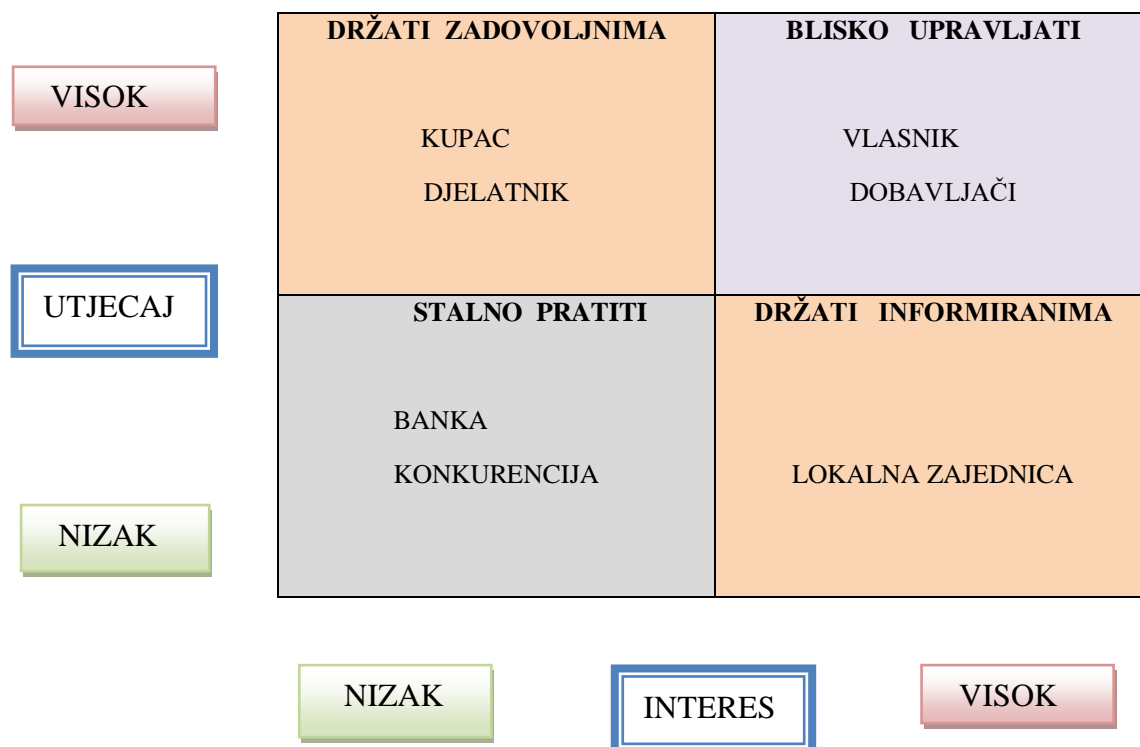 DRŽATI ZADOVOLJNIMA
BLISKO UPRAVLJATI
VISOK
KUPAC
DJELATNIK
VLASNIK
DOBAVLJAČI
UTJECAJ
STALNO PRATITI
DRŽATI INFORMIRANIMA
BANKA
KONKURENCIJA
LOKALNA ZAJEDNICA
NIZAK
NIZAK
INTERES
VISOK